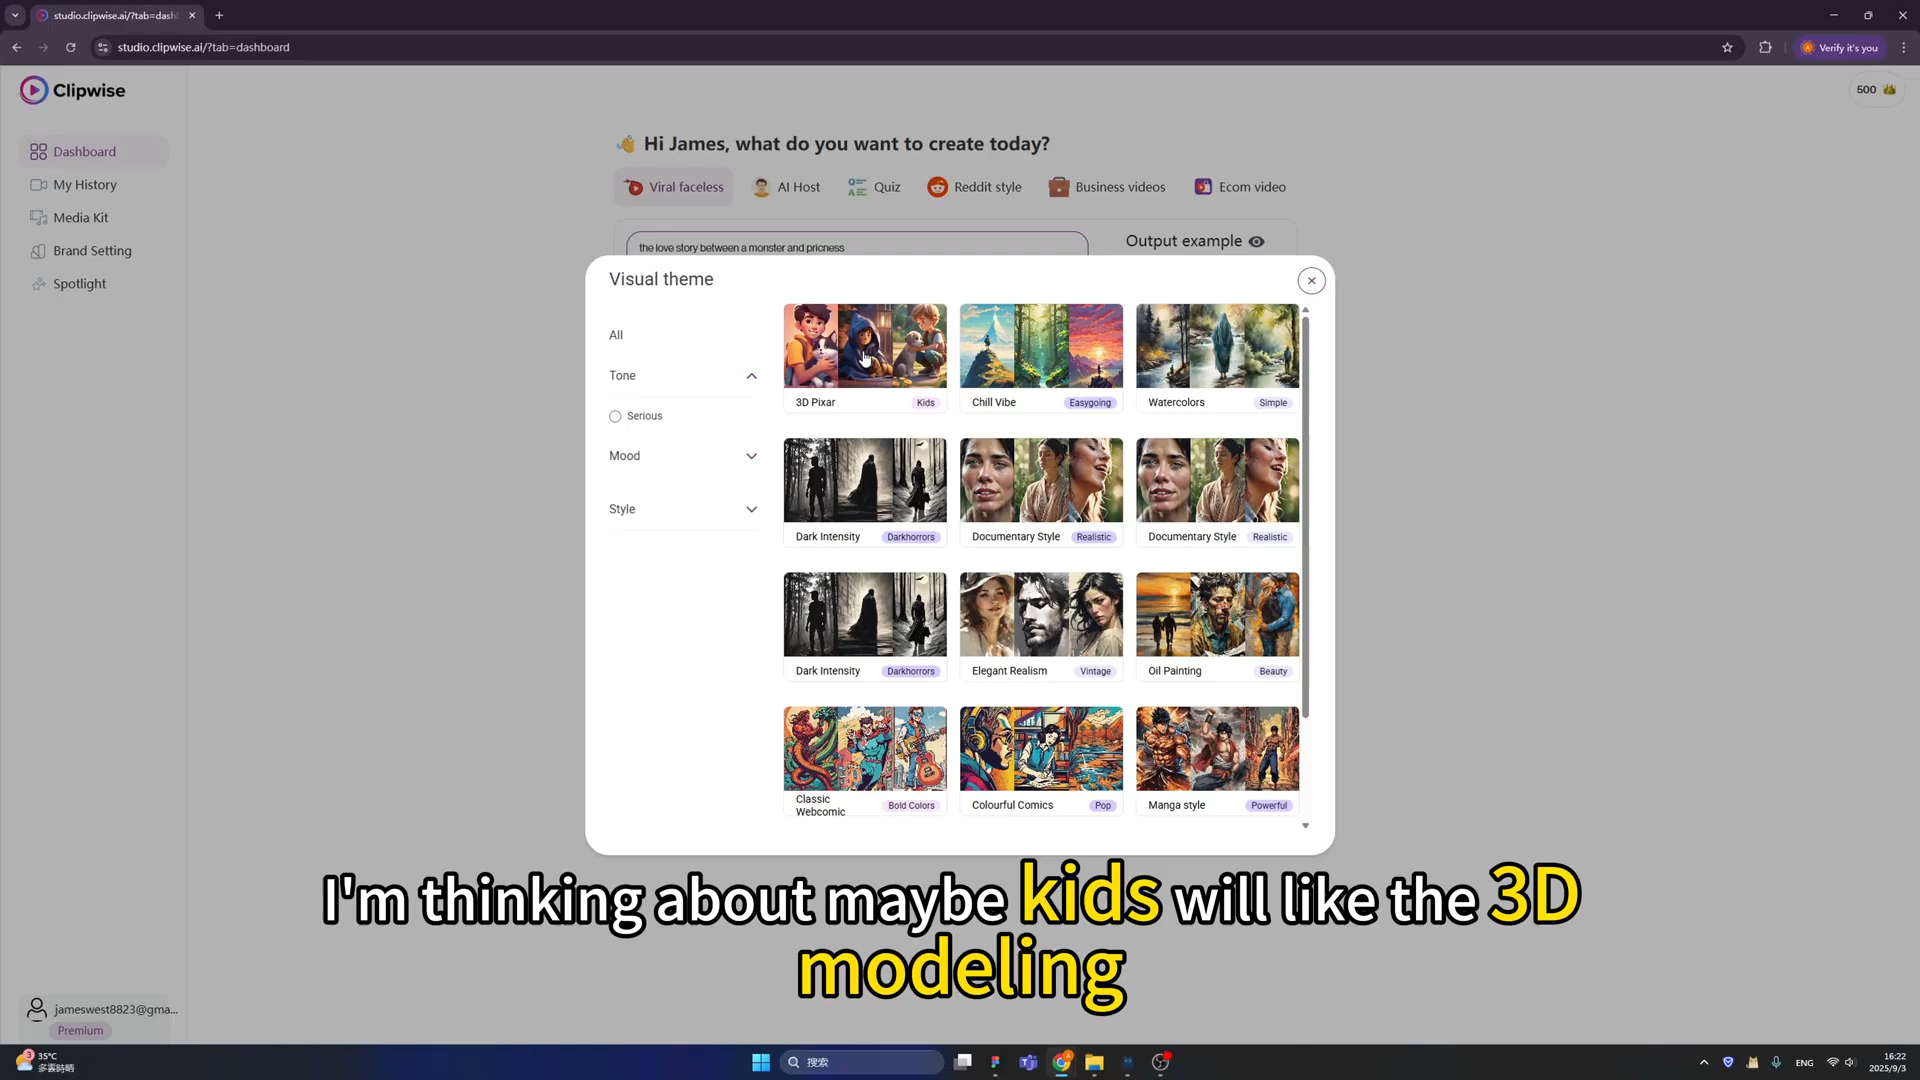 studio.clipwise.ai/?tab=dash
studio.clipwise.ai/?tab=dashboard
Verify it's you
Clipwise
500
Dashboard
My History
Media Kit
Brand Setting
Spotlight
Hi James, what do you want to create today?
Viral faceless
AI Host
Quiz
Reddit style
Business videos
Ecom video
the love story between a monster and pricness
Output example
Visual theme
All
Tone
Serious
Mood
Style
3D Pixar
Kids
Chill Vibe
Easygoing
Watercolors
Simple
Dark Intensity
Darkhorrors
Documentary Style
Realistic
Documentary Style
Realistic
Dark Intensity
Darkhorrors
Elegant Realism
Vintage
Oil Painting
Beauty
Classic
Webcomic
Bold Colors
Colourful Comics
Pop
Manga style
Powerful
I'm thinking about maybe kids will like the 3D
modeling
jameswest8823@gma...
Premium
3
35°C
多雲時晴
搜索
ENG
16:22
2025/9/3